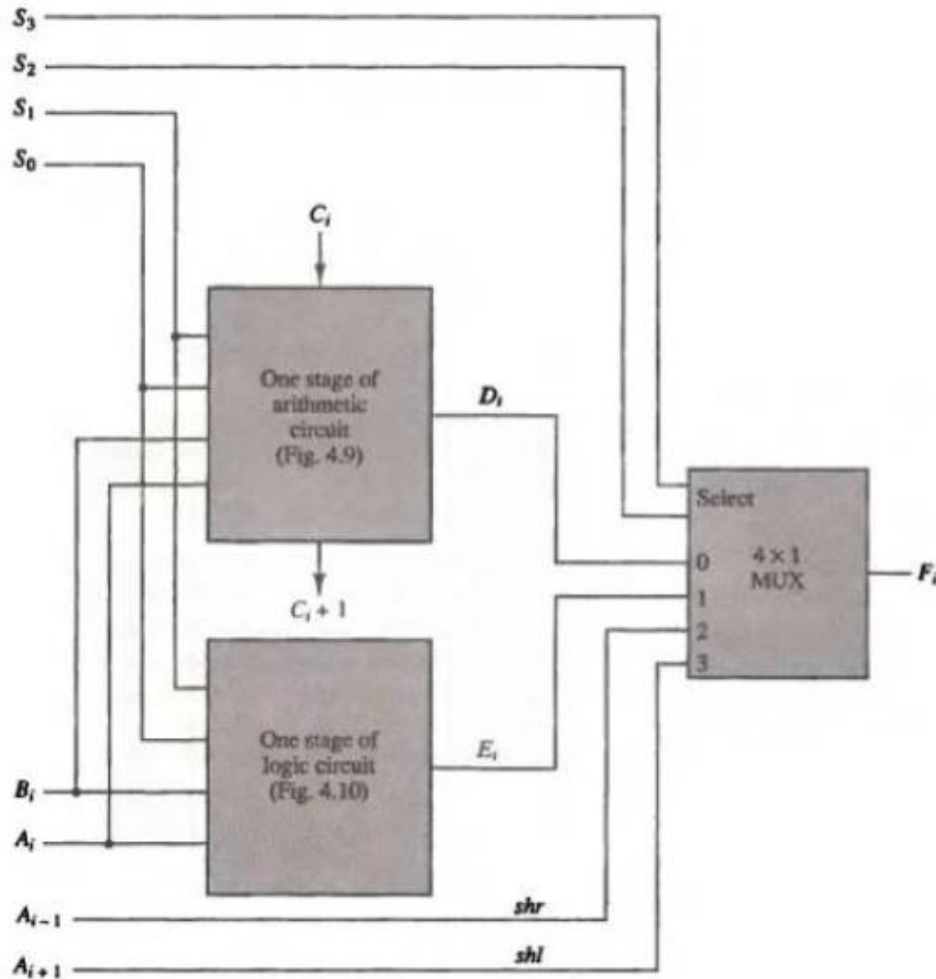 S3
S2
S1
S0
Ci
One stage of
arithmetic
circuit
(Fig. 4.9)
Di
Select
4 × 1
MUX
0
1
2
3
Fi
Ci + 1
One stage of
logic circuit
(Fig. 4.10)
Ei
Bi
Ai
Ai−1
shr
Ai+1
shl